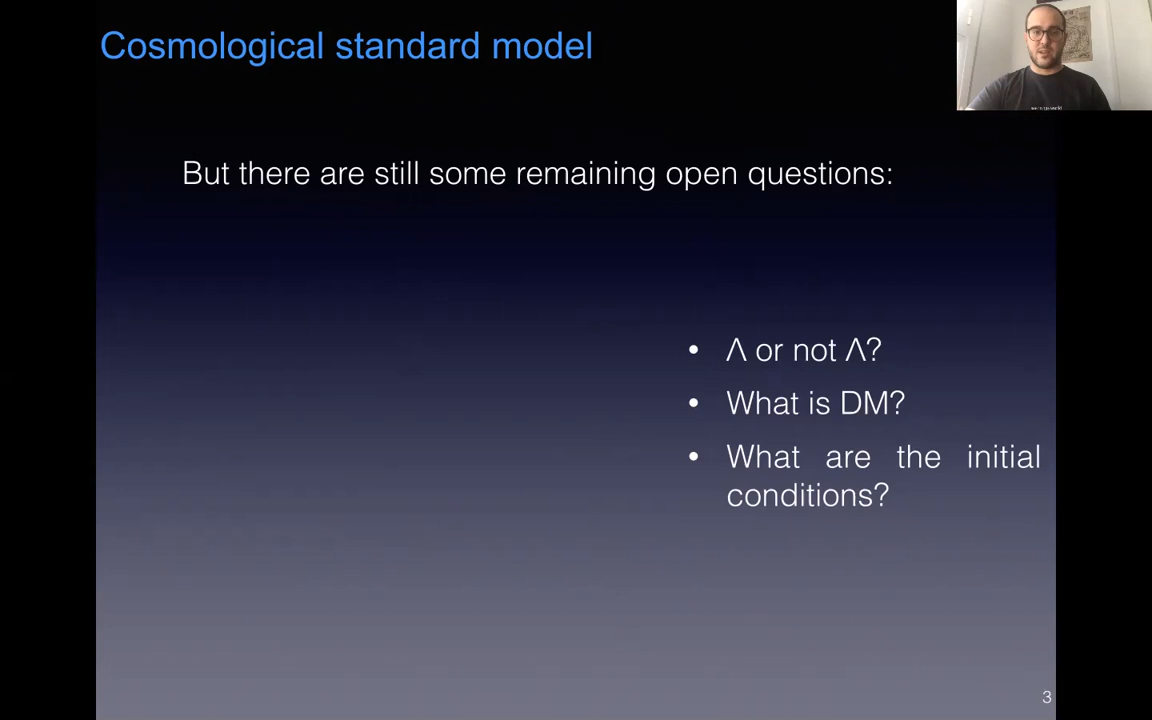 Cosmological standard model
But there are still some remaining open questions:
• Λ or not Λ?
• What is DM?
• What are the initial
conditions?
3